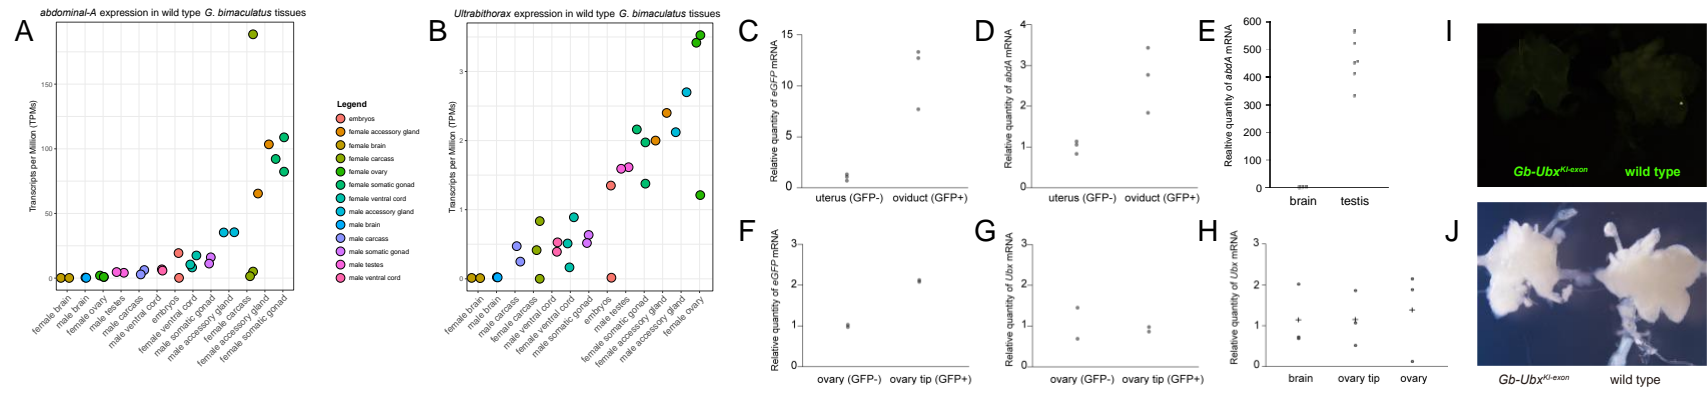 A
abdominal-A expression in wild type G. bimaculatus tissues
Transcripts per Million (TPMs)
150
100
50
0
female brain
male brain
female ovary
male testes
male carcass
male ventral cord
embryos
female ventral cord
male somatic gonad
male accessory gland
female carcass
female accessory gland
female somatic gonad
Legend
embryos
female accessory gland
female brain
female carcass
female ovary
female somatic gonad
female ventral cord
male accessory gland
male brain
male carcass
male somatic gonad
male testes
male ventral cord
B
Ultrabithorax expression in wild type G. bimaculatus tissues
Transcripts per Million (TPMs)
3
2
1
0
female brain
male brain
male carcass
female carcass
male ventral cord
female ventral cord
male somatic gonad
embryos
male testes
female somatic gonad
female accessory gland
male accessory gland
female ovary
C
Relative quantity of eGFP mRNA
15
10
5
0
uterus (GFP-) oviduct (GFP+)
D
Relative quantity of abdA mRNA
4
3
2
1
0
uterus (GFP-) oviduct (GFP+)
E
Realtive quantity of abdA mRNA
600
500
400
300
200
100
0
brain testis
F
Relative quantity of eGFP mRNA
3
2
1
0
ovary (GFP-) ovary tip (GFP+)
G
Relative quantity of Ubx mRNA
3
2
1
0
ovary (GFP-) ovary tip (GFP+)
H
Relative quantity of Ubx mRNA
3
2
1
0
brain ovary tip ovary
I
Gb-Ubx^KI-exon wild type
J
Gb-Ubx^KI-exon wild type